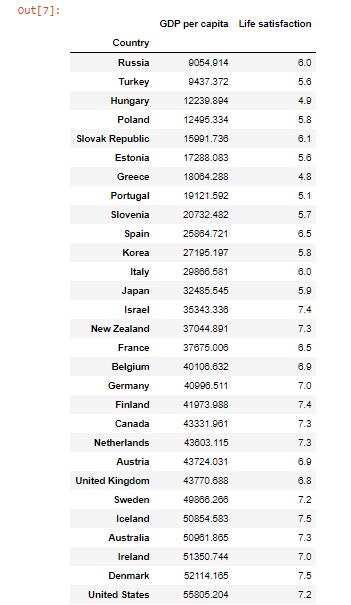 Out[7]:
GDP per capita Life satisfaction
Country
Russia 9054.914 6.0
Turkey 9437.372 5.6
Hungary 12239.894 4.9
Poland 12495.334 5.8
Slovak Republic 15991.736 6.1
Estonia 17288.083 5.6
Greece 18064.288 4.8
Portugal 19121.592 5.1
Slovenia 20732.482 5.7
Spain 25864.721 6.5
Korea 27195.197 5.8
Italy 29866.581 6.0
Japan 32485.545 5.9
Israel 35343.336 7.4
New Zealand 37044.891 7.3
France 37675.006 6.5
Belgium 40106.632 6.9
Germany 40996.511 7.0
Finland 41973.988 7.4
Canada 43331.961 7.3
Netherlands 43603.115 7.3
Austria 43724.031 6.9
United Kingdom 43770.688 6.8
Sweden 49866.266 7.2
Iceland 50854.583 7.5
Australia 50961.865 7.3
Ireland 51350.744 7.0
Denmark 52114.165 7.5
United States 55805.204 7.2